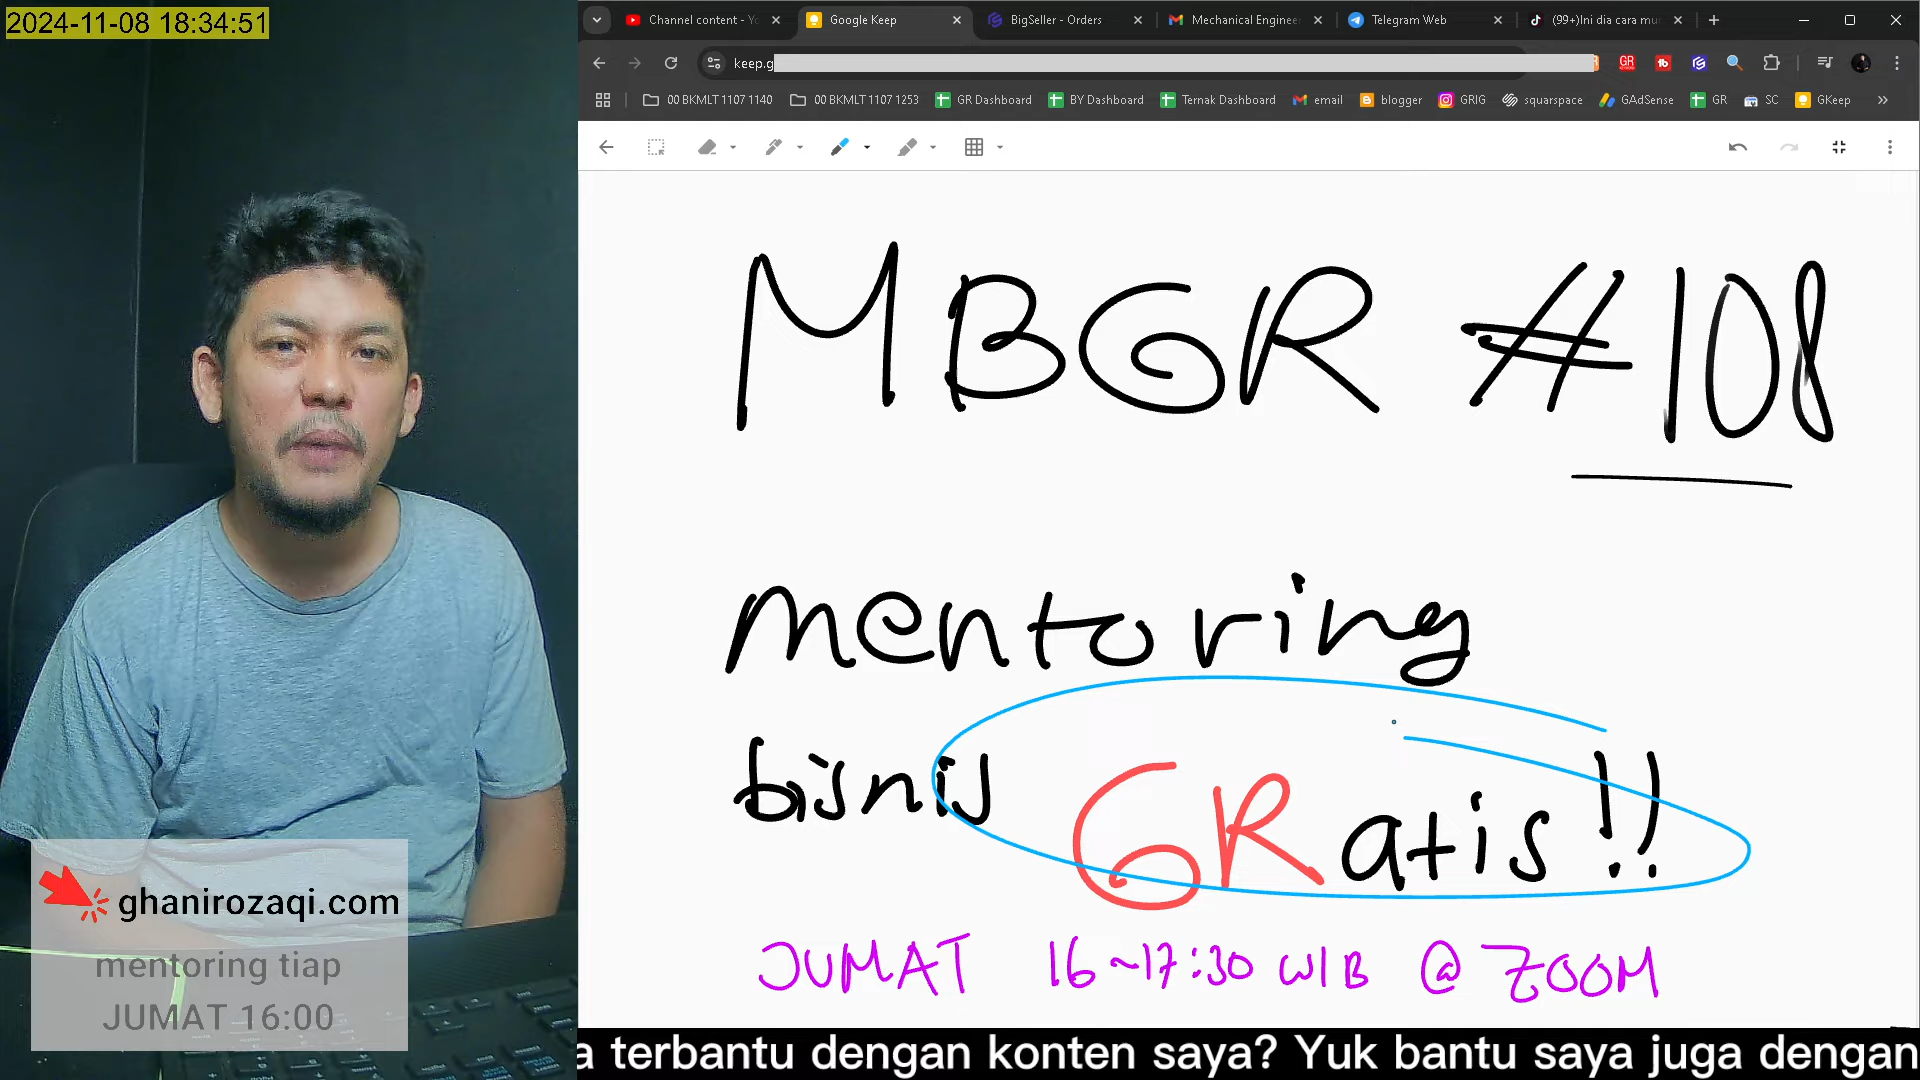 2024-11-08 18:34:51
Channel content - Yo
Google Keep
BigSeller - Orders
Mechanical Enginee
Telegram Web
(99+)Ini dia cara mu
keep.g
00 BKMLT 1107 1140
00 BKMLT 1107 1253
GR Dashboard
BY Dashboard
Ternak Dashboard
email
blogger
GRIG
squarspace
GAdSense
GR
SC
GKeep
MBGR #108
mentoring
bisnis GRatis!!
JUMAT 16~17:30 WIB @ ZOOM
ghanirozaqi.com
mentoring tiap
JUMAT 16:00
a terbantu dengan konten saya? Yuk bantu saya juga dengan